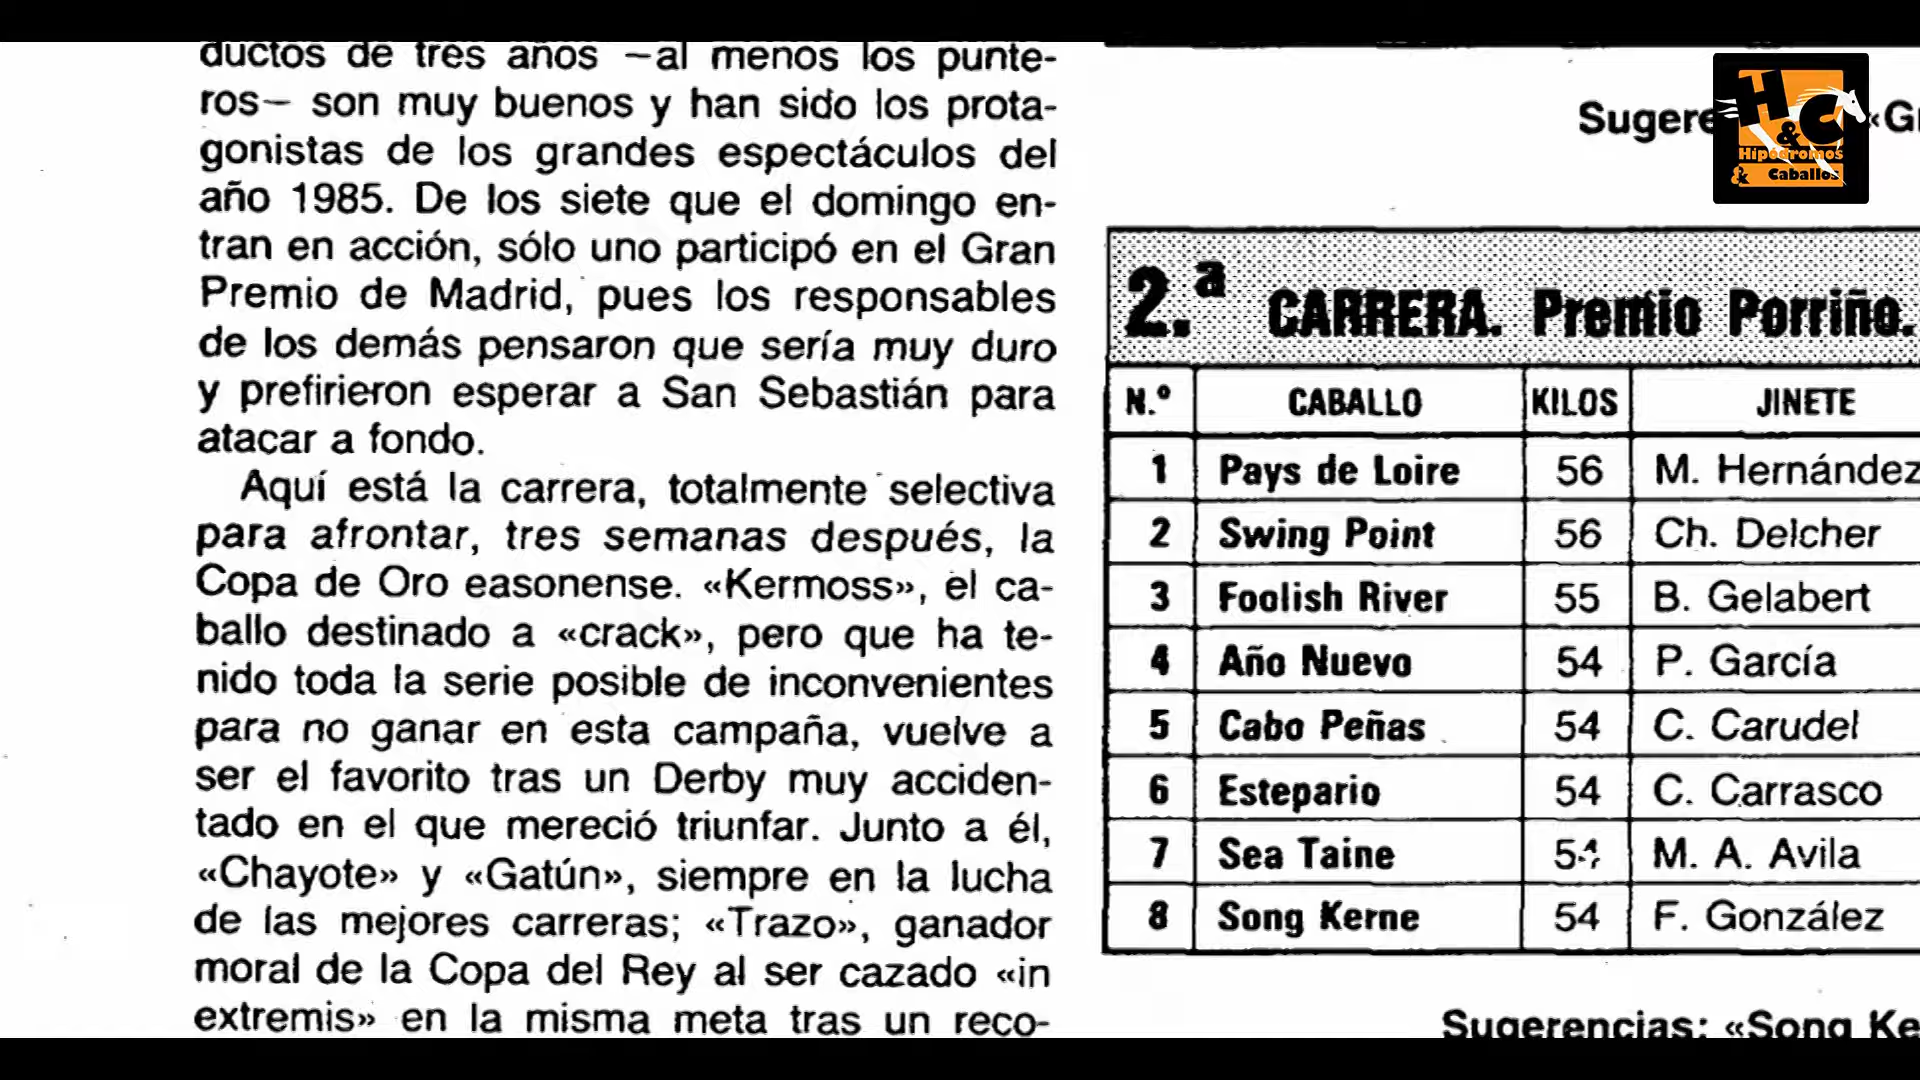 ductos de tres años —al menos los punte-
ros— son muy buenos y han sido los prota-
gonistas de los grandes espectáculos del
año 1985. De los siete que el domingo en-
tran en acción, sólo uno participó en el Gran
Premio de Madrid, pues los responsables
de los demás pensaron que sería muy duro
y prefirieron esperar a San Sebastián para
atacar a fondo.
Aquí está la carrera, totalmente selectiva
para afrontar, tres semanas después, la
Copa de Oro easonense. «Kermoss», el ca-
ballo destinado a «crack», pero que ha te-
nido toda la serie posible de inconvenientes
para no ganar en esta campaña, vuelve a
ser el favorito tras un Derby muy acciden-
tado en el que mereció triunfar. Junto a él,
«Chayote» y «Gatún», siempre en la lucha
de las mejores carreras; «Trazo», ganador
moral de la Copa del Rey al ser cazado «in
extremis» en la misma meta tras un reco-
H&C
Hipódromos
& Caballos
2.ª CARRERA. Premio Porriño.
N.º CABALLO KILOS JINETE
1 Pays de Loire 56 M. Hernández
2 Swing Point 56 Ch. Delcher
3 Foolish River 55 B. Gelabert
4 Año Nuevo 54 P. García
5 Cabo Peñas 54 C. Carudel
6 Estepario 54 C. Carrasco
7 Sea Taine 54 M. A. Avila
8 Song Kerne 54 F. González
Sugerencias: «Song Ke